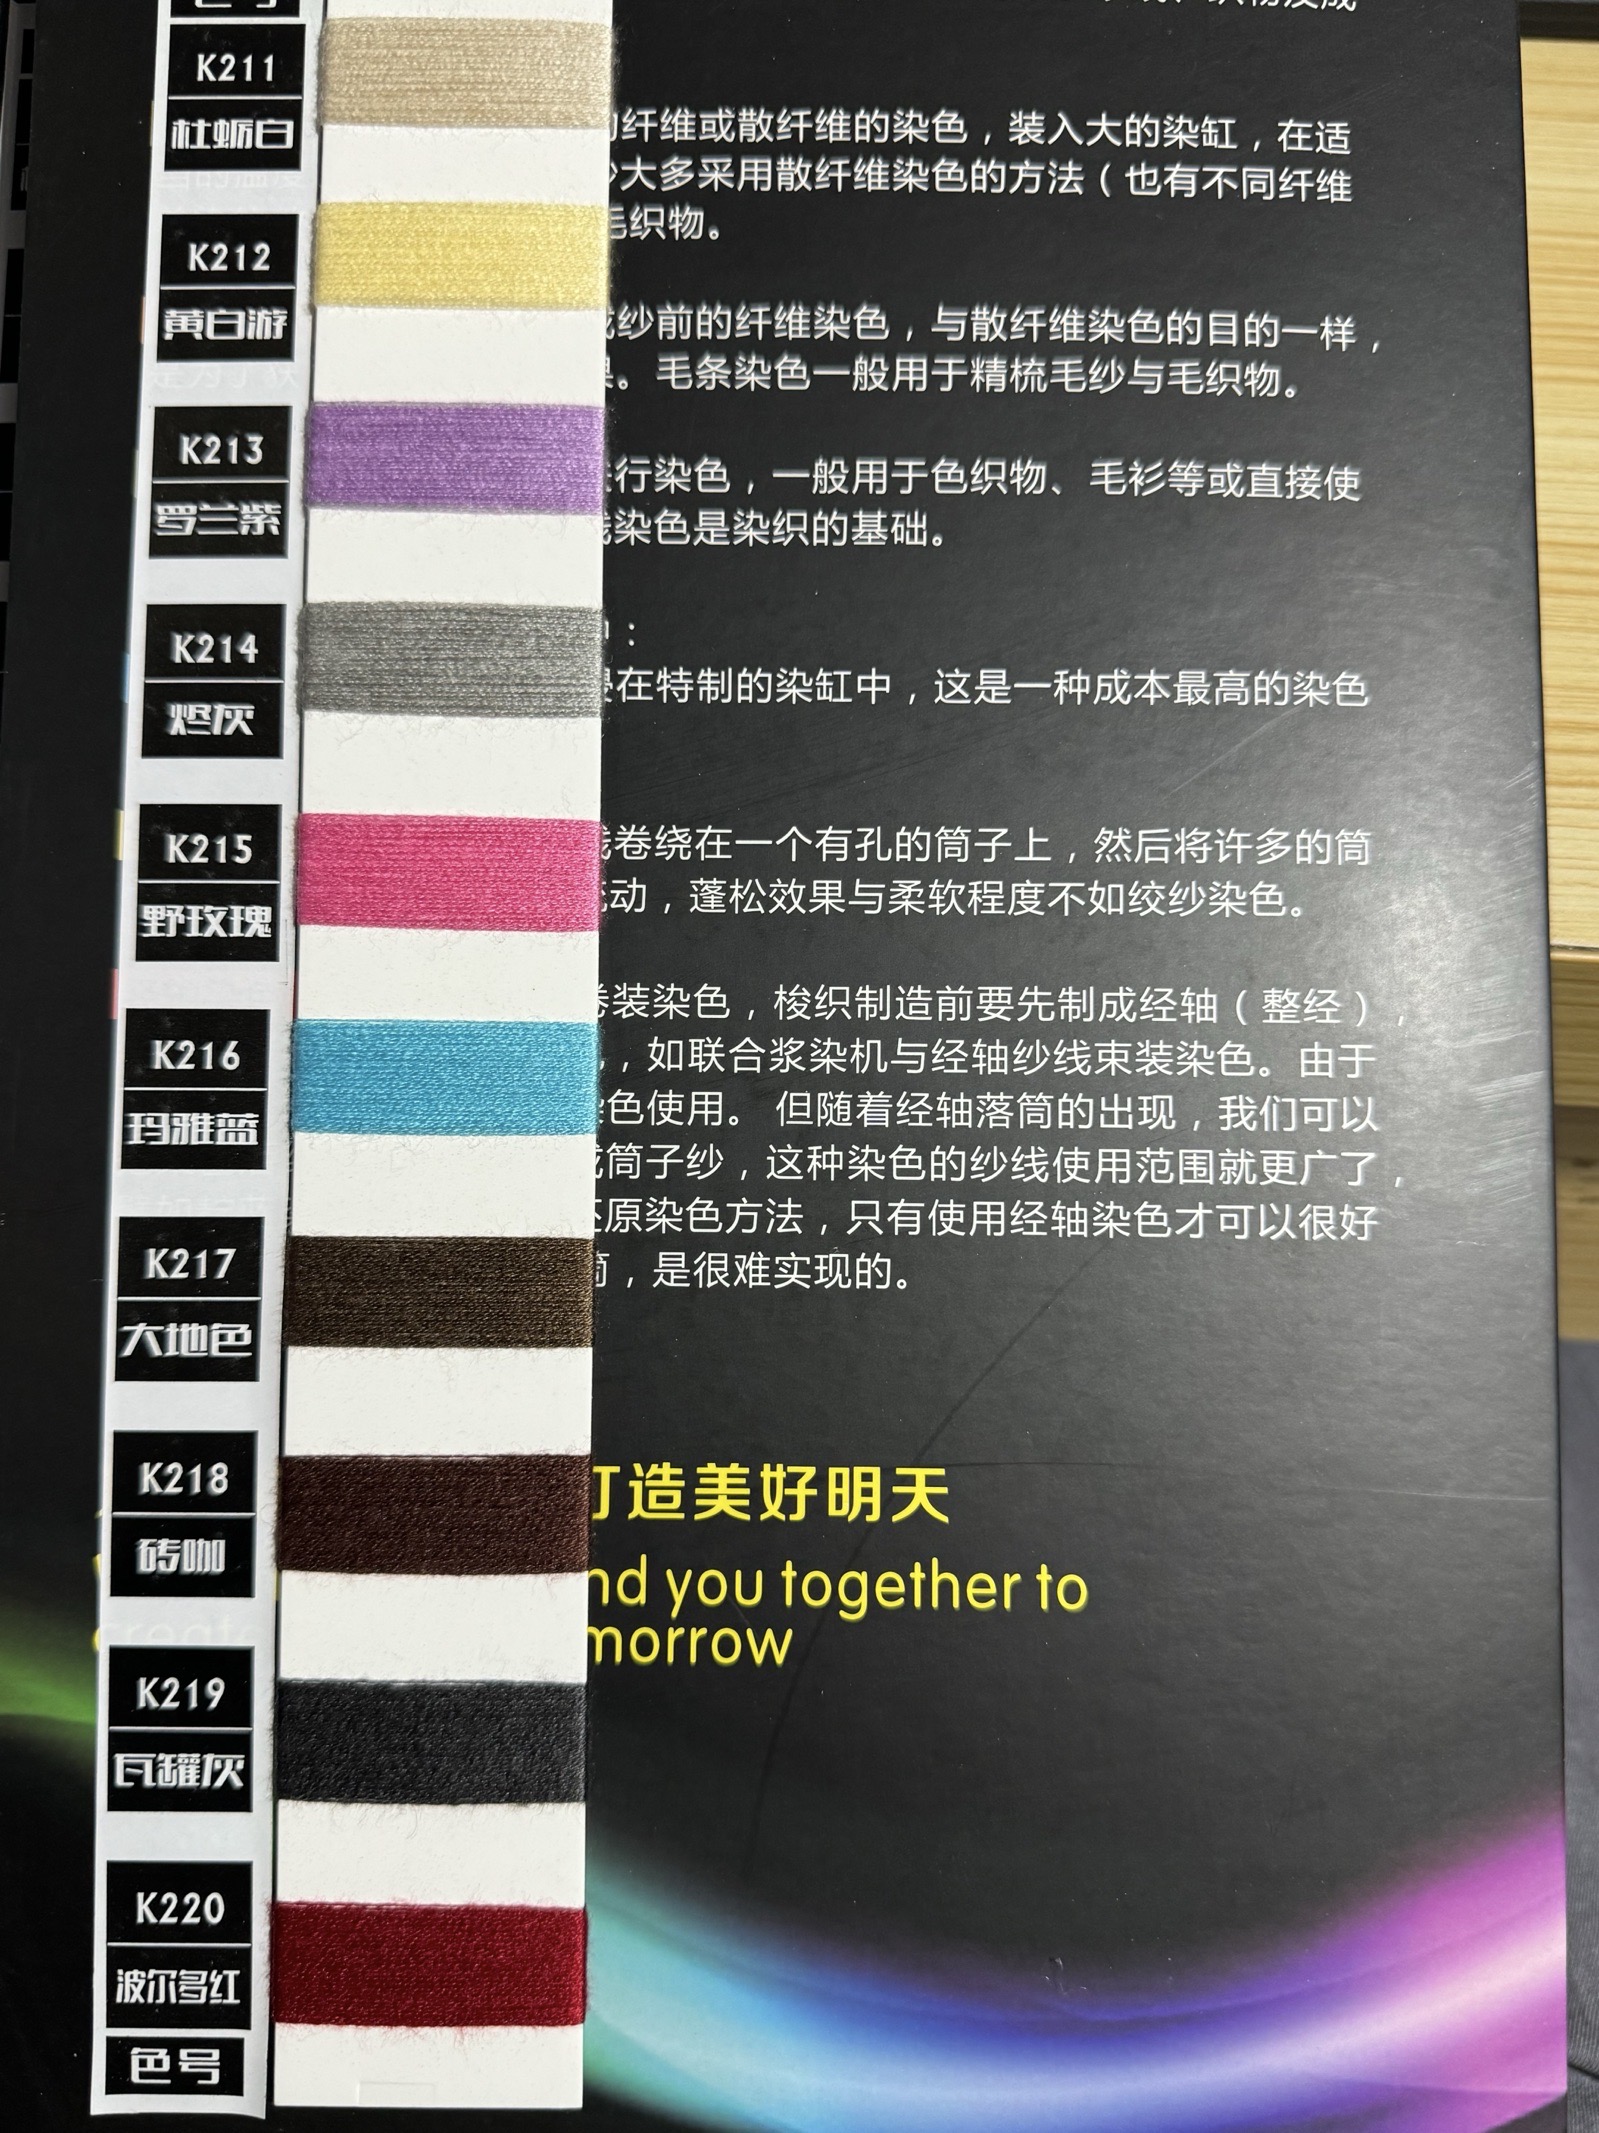 K211
杜蛎白
K212
黄白游
K213
罗兰紫
K214
烬灰
K215
野玫瑰
K216
玛雅蓝
K217
大地色
K218
砖咖
K219
瓦罐灰
K220
波尔多红
色号
纤维或散纤维的染色，装入大的染缸，在适
大多采用散纤维染色的方法（也有不同纤维
毛织物。
纱前的纤维染色，与散纤维染色的目的一样，
。毛条染色一般用于精梳毛纱与毛织物。
行染色，一般用于色织物、毛衫等或直接使
染色是染织的基础。
：
在特制的染缸中，这是一种成本最高的染色
卷绕在一个有孔的筒子上，然后将许多的筒
动，蓬松效果与柔软程度不如绞纱染色。
装染色，梭织制造前要先制成经轴（整经），
，如联合浆染机与经轴纱线束装染色。由于
色使用。 但随着经轴落筒的出现，我们可以
筒子纱，这种染色的纱线使用范围就更广了，
原染色方法，只有使用经轴染色才可以很好
，是很难实现的。
打造美好明天
nd you together to
morrow